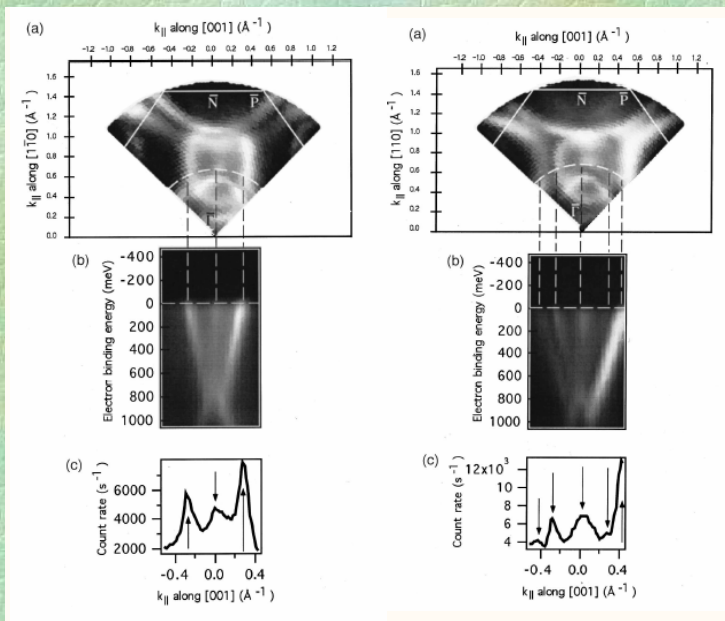 (a)
k|| along [001] (Å⁻¹)
-1.2 -1.0 -0.8 -0.6 -0.4 -0.2 0.0 0.2 0.4 0.6 0.8 1.0 1.2
k|| along [11̄0] (Å⁻¹)
1.6
1.4
1.2
1.0
0.8
0.6
0.4
0.2
0.0
N̄ P̄
Γ̄
(b)
Electron binding energy (meV)
-400
-200
0
200
400
600
800
1000
(c)
Count rate (s⁻¹)
6000
4000
2000
-0.4 0.0 0.4
k|| along [001] (Å⁻¹)
(a)
k|| along [001] (Å⁻¹)
-1.2 -1.0 -0.8 -0.6 -0.4 -0.2 0.0 0.2 0.4 0.6 0.8 1.0 1.2
k|| along [110] (Å⁻¹)
1.6
1.4
1.2
1.0
0.8
0.6
0.4
0.2
0.0
N̄ P̄
Γ̄
(b)
Electron binding energy (meV)
-400
-200
0
200
400
600
800
1000
(c)
Count rate (s⁻¹)
12x10³
8
6
4
-0.4 0.0 0.4
k|| along [001] (Å⁻¹)